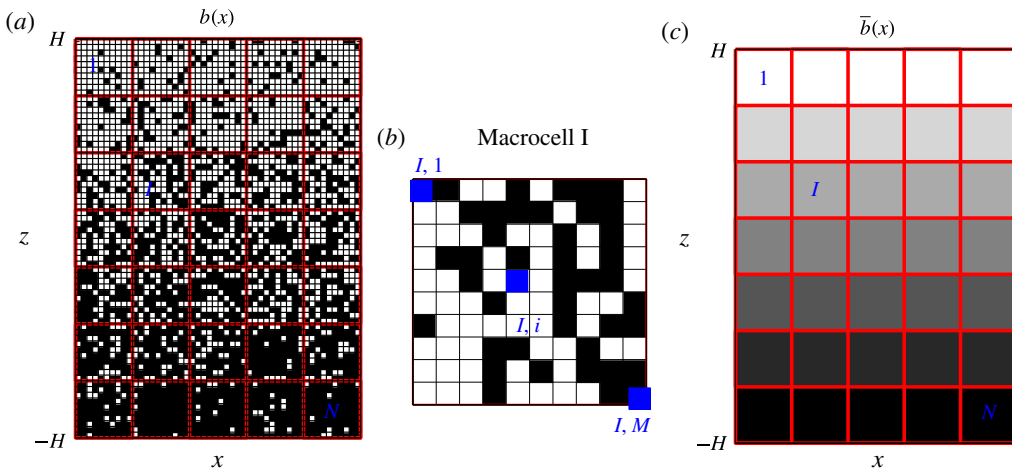 (a)
b(x)
H
1
I
z
N
−H
x
(b)
Macrocell I
I, 1
I, i
I, M
(c)
b̅(x)
H
1
I
z
N
−H
x